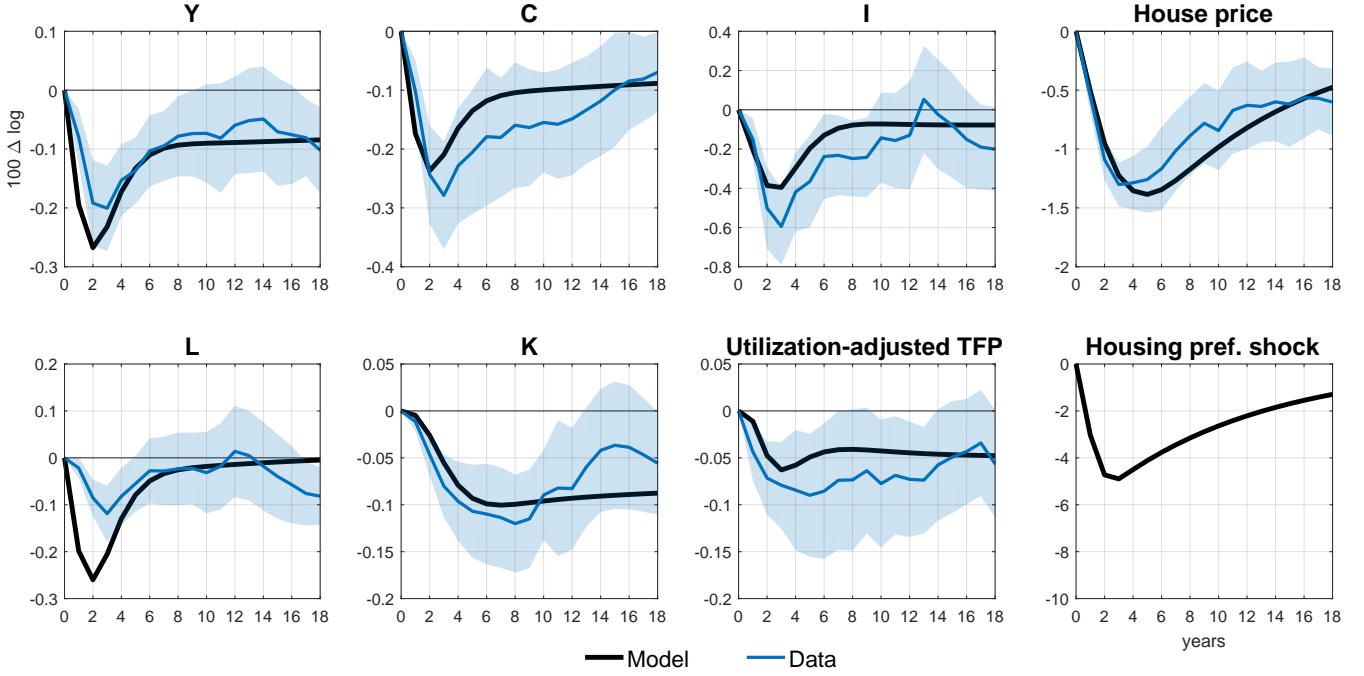 Y C I House price
0.1 0 0.4 0
0 -0.1 0.2 -0.5
-0.1 -0.2 0 -1
-0.2 -0.3 -0.2 -1.5
-0.3 -0.4 -0.4 -2
-0.6
-0.8
100 Δ log
0 2 4 6 8 10 12 14 16 18 0 2 4 6 8 10 12 14 16 18 0 2 4 6 8 10 12 14 16 18 0 2 4 6 8 10 12 14 16 18
L K Utilization-adjusted TFP Housing pref. shock
0.2 0.05 0.05 0
0.1 0 0 -2
0 -0.05 -0.05 -4
-0.1 -0.1 -0.1 -6
-0.2 -0.15 -0.15 -8
-0.3 -0.2 -0.2 -10
0 2 4 6 8 10 12 14 16 18 0 2 4 6 8 10 12 14 16 18 0 2 4 6 8 10 12 14 16 18 0 2 4 6 8 10 12 14 16 18
years
Model Data